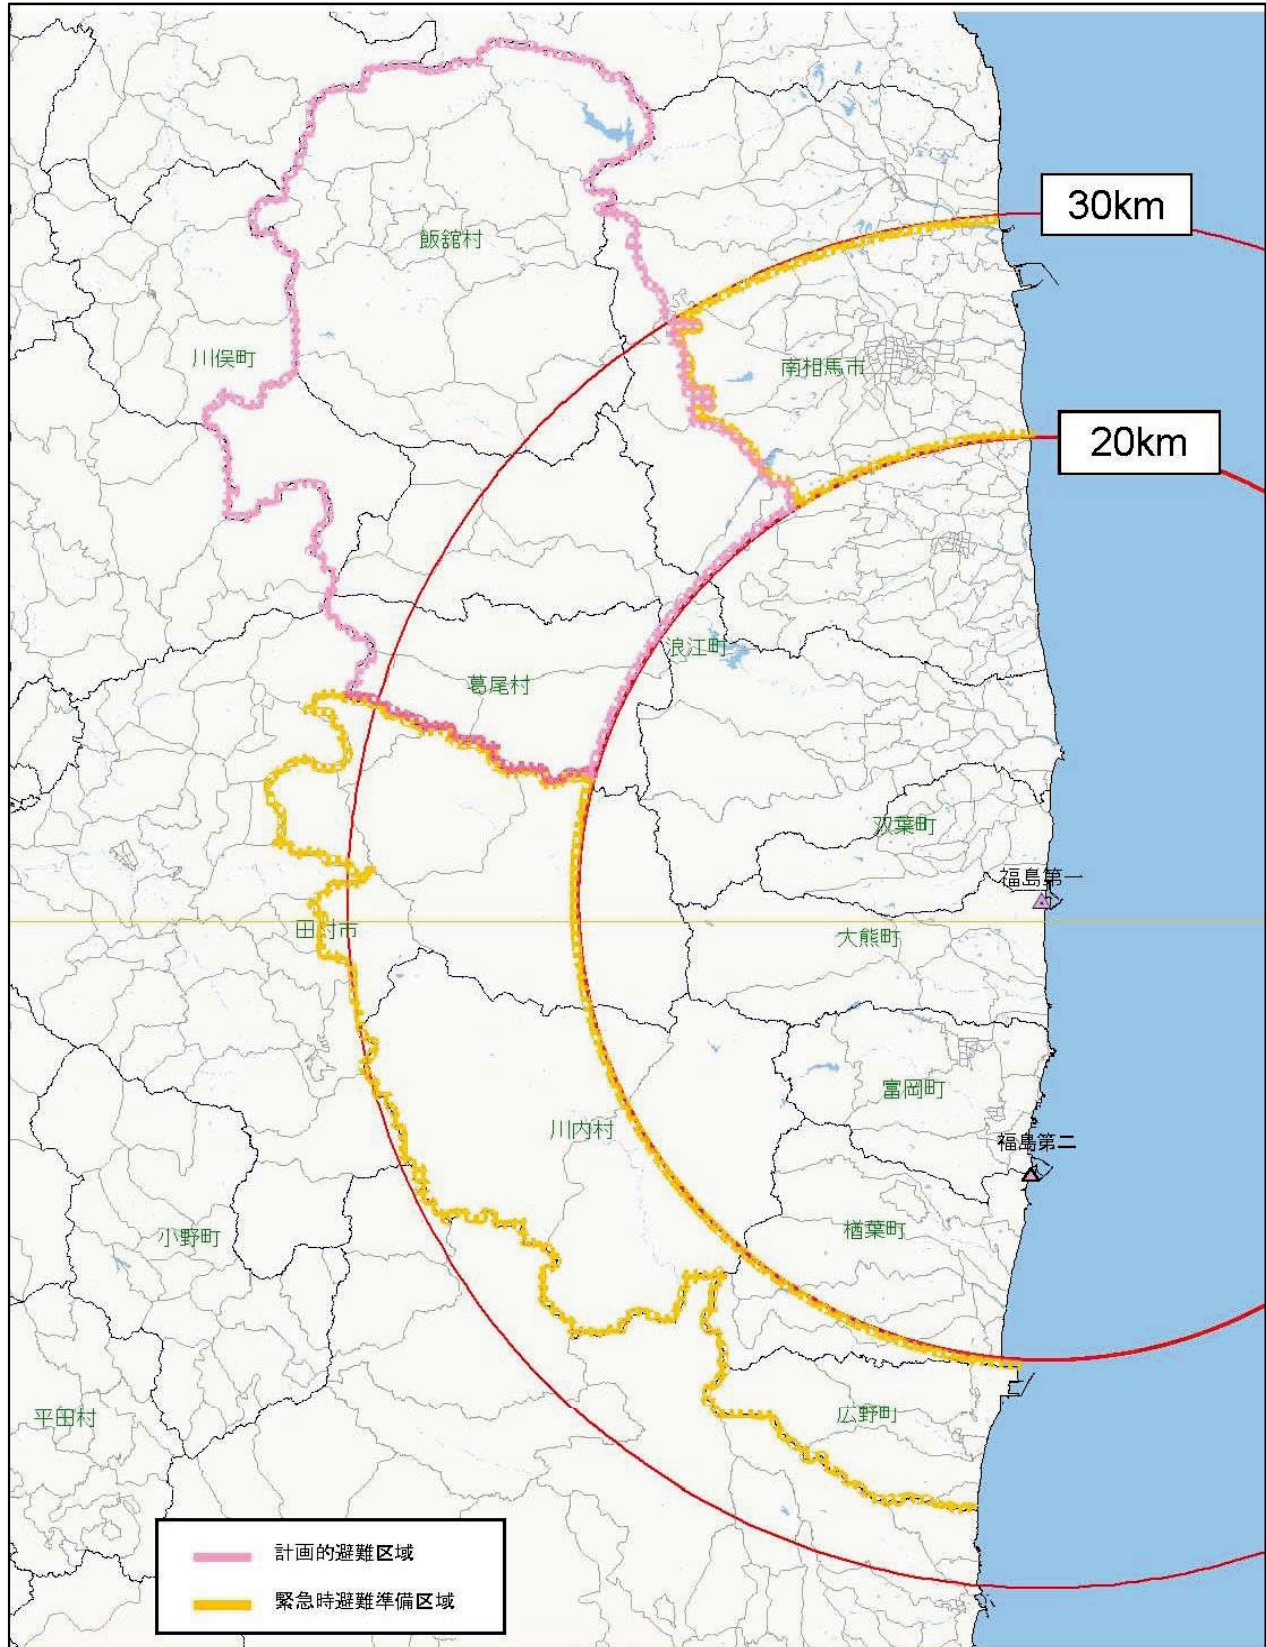 30km
飯舘村
川俣町
南相馬市
20km
浪江町
葛尾村
双葉町
福島第一
田村市
大熊町
富岡町
川内村
福島第二
小野町
楢葉町
平田村
広野町
計画的避難区域
緊急時避難準備区域